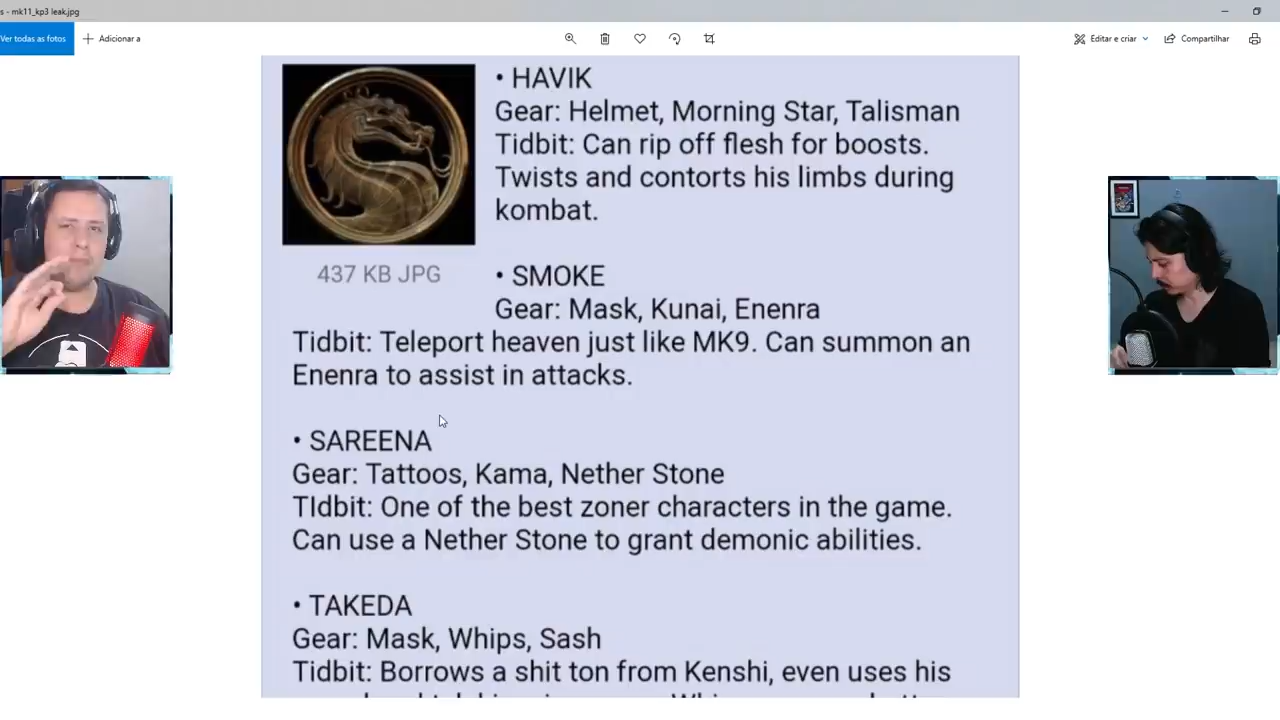 s - mk11_kp3 leak.jpg
Ver todas as fotos
Adicionar a
Editar e criar
Compartilhar
• HAVIK
Gear: Helmet, Morning Star, Talisman
Tidbit: Can rip off flesh for boosts.
Twists and contorts his limbs during
kombat.
437 KB JPG
• SMOKE
Gear: Mask, Kunai, Enenra
Tidbit: Teleport heaven just like MK9. Can summon an
Enenra to assist in attacks.
• SAREENA
Gear: Tattoos, Kama, Nether Stone
TIdbit: One of the best zoner characters in the game.
Can use a Nether Stone to grant demonic abilities.
• TAKEDA
Gear: Mask, Whips, Sash
Tidbit: Borrows a shit ton from Kenshi, even uses his